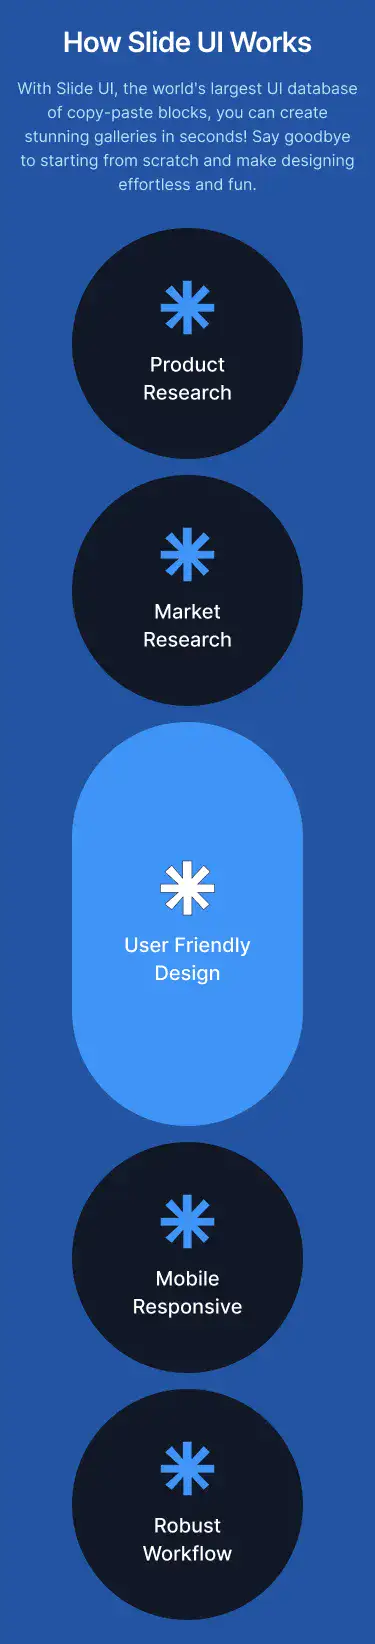 How Slide UI Works
With Slide UI, the world's largest UI database
of copy-paste blocks, you can create
stunning galleries in seconds! Say goodbye
to starting from scratch and make designing
effortless and fun.
Product
Research
Market
Research
User Friendly
Design
Mobile
Responsive
Robust
Workflow